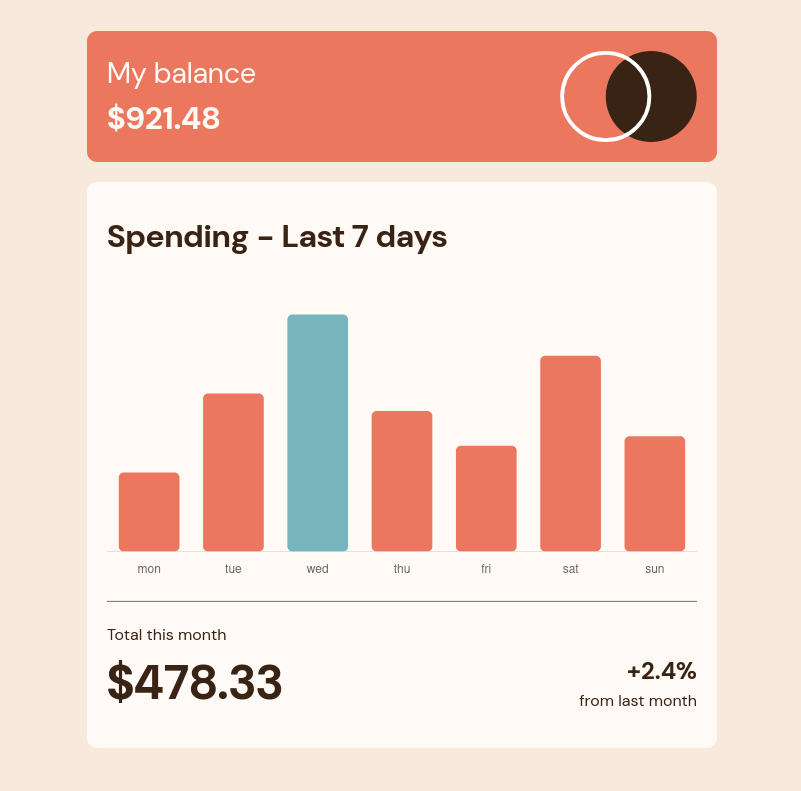 My balance
$921.48
Spending - Last 7 days
mon tue wed thu fri sat sun
Total this month
$478.33
+2.4%
from last month